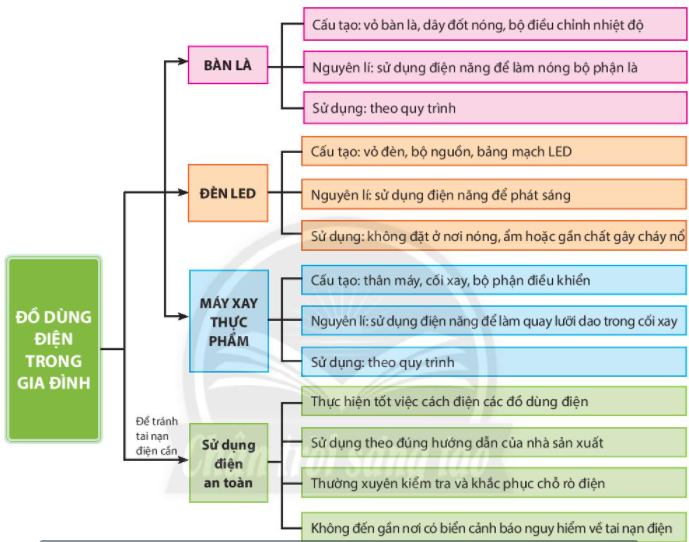 ĐỒ DÙNG
ĐIỆN
TRONG
GIA ĐÌNH
BÀN LÀ
Cấu tạo: vỏ bàn là, dây đốt nóng, bộ điều chỉnh nhiệt độ
Nguyên lí: sử dụng điện năng để làm nóng bộ phận là
Sử dụng: theo quy trình
ĐÈN LED
Cấu tạo: vỏ đèn, bộ nguồn, bảng mạch LED
Nguyên lí: sử dụng điện năng để phát sáng
Sử dụng: không đặt ở nơi nóng, ẩm hoặc gần chất gây cháy nổ
MÁY XAY
THỰC
PHẨM
Cấu tạo: thân máy, cối xay, bộ phận điều khiển
Nguyên lí: sử dụng điện năng để làm quay lưỡi dao trong cối xay
Sử dụng: theo quy trình
Để tránh
tai nạn
điện cần
Sử dụng
điện
an toàn
Thực hiện tốt việc cách điện các đồ dùng điện
Sử dụng theo đúng hướng dẫn của nhà sản xuất
Thường xuyên kiểm tra và khắc phục chỗ rò điện
Không đến gần nơi có biển cảnh báo nguy hiểm về tai nạn điện
Chân trời sáng tạo